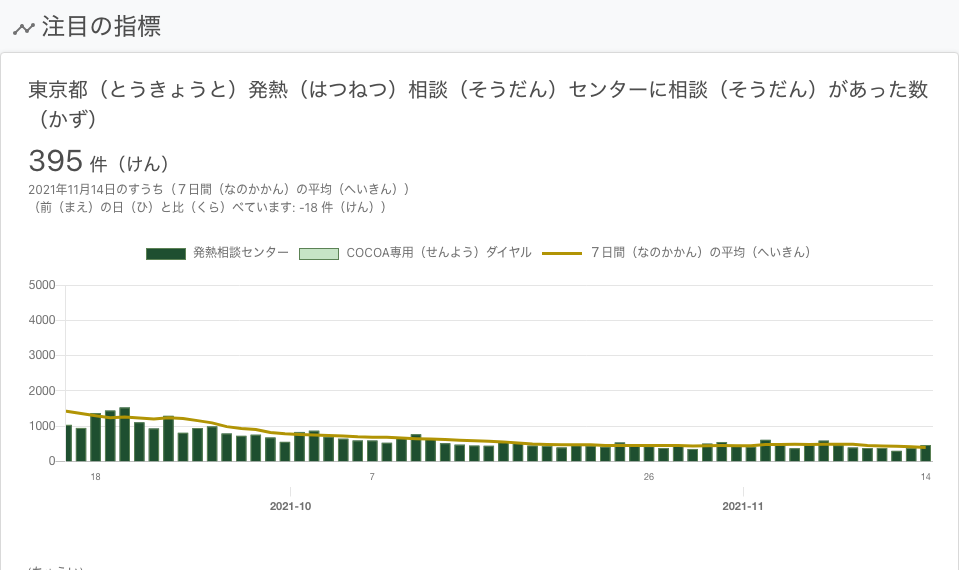 注目の指標
東京都（とうきょうと）発熱（はつねつ）相談（そうだん）センターに相談（そうだん）があった数
（かず）
395 件（けん）
2021年11月14日のすうち（７日間（なのかかん）の平均（へいきん））
（前（まえ）の日（ひ）と比（くら）べています: -18 件（けん））
発熱相談センター COCOA専用（せんよう）ダイヤル ７日間（なのかかん）の平均（へいきん）
5000
4000
3000
2000
1000
0
18 7 26 14
2021-10 2021-11